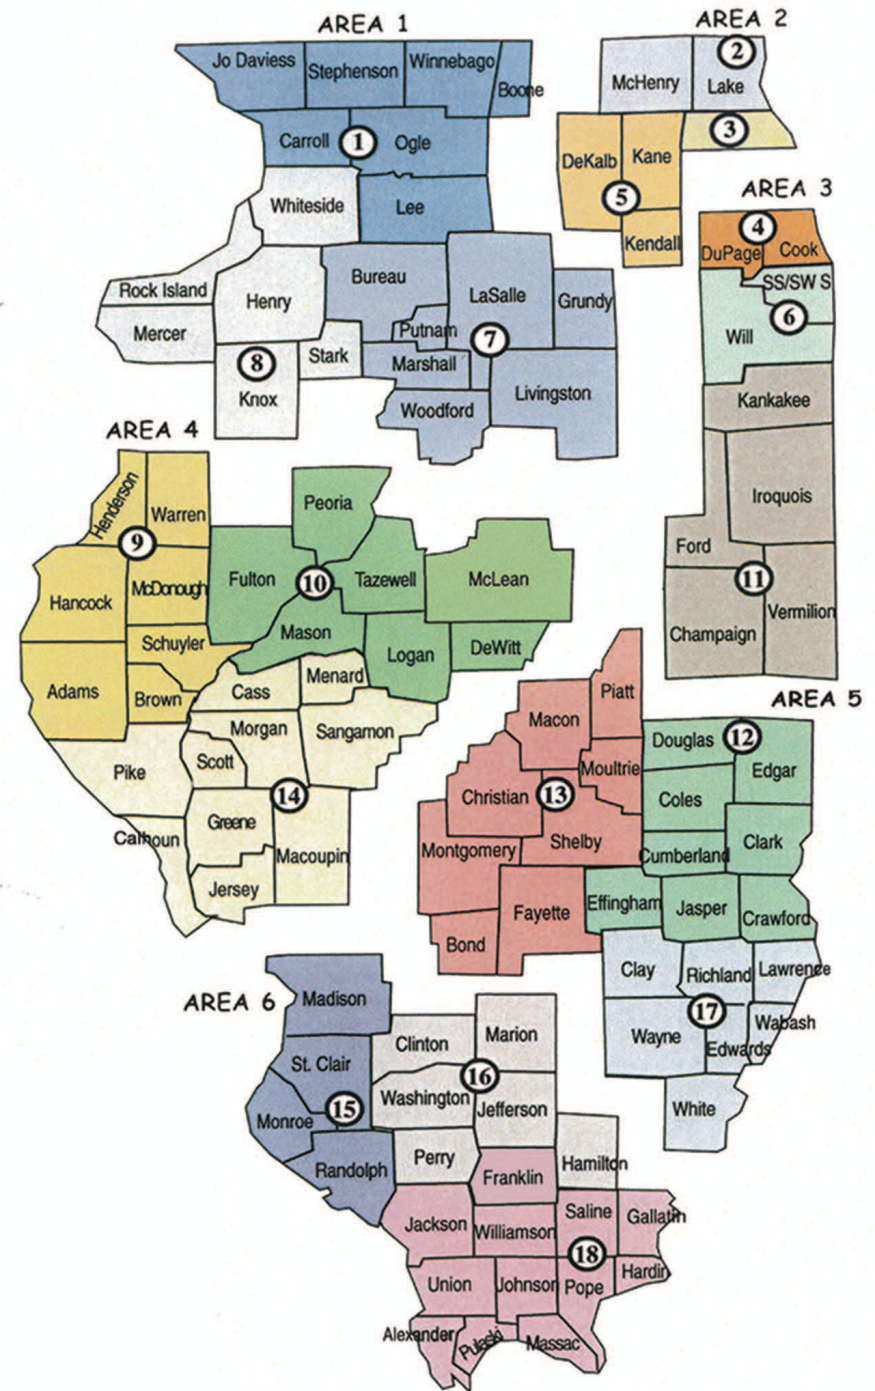 AREA 1
Jo Daviess
Stephenson
Winnebago
Boone
Carroll
1
Ogle
Whiteside
Lee
Rock Island
Henry
Bureau
LaSalle
Grundy
Mercer
Putnam
7
8
Stark
Marshall
Knox
Woodford
Livingston
AREA 2
2
McHenry
Lake
3
DeKalb
Kane
5
Kendall
AREA 3
4
DuPage
Cook
SS/SW S
6
Will
Kankakee
Iroquois
Ford
11
Champaign
Vermilion
AREA 4
Henderson
Warren
9
Hancock
McDonough
Schuyler
Adams
Brown
Peoria
Fulton
10
Tazewell
McLean
Mason
Logan
DeWitt
Cass
Menard
Morgan
Sangamon
Pike
Scott
14
Greene
Calhoun
Macoupin
Jersey
AREA 5
Piatt
Macon
Moultrie
Christian
13
Shelby
Montgomery
Fayette
Bond
Douglas
12
Edgar
Coles
Cumberland
Clark
Effingham
Jasper
Crawford
Clay
Richland
Lawrence
17
Wayne
Edwards
Wabash
White
AREA 6
Madison
St. Clair
15
Monroe
Randolph
Clinton
Marion
16
Washington
Jefferson
Perry
Hamilton
Franklin
Jackson
Williamson
Saline
Gallatin
18
Union
Johnson
Pope
Hardin
Alexander
Pulaski
Massac